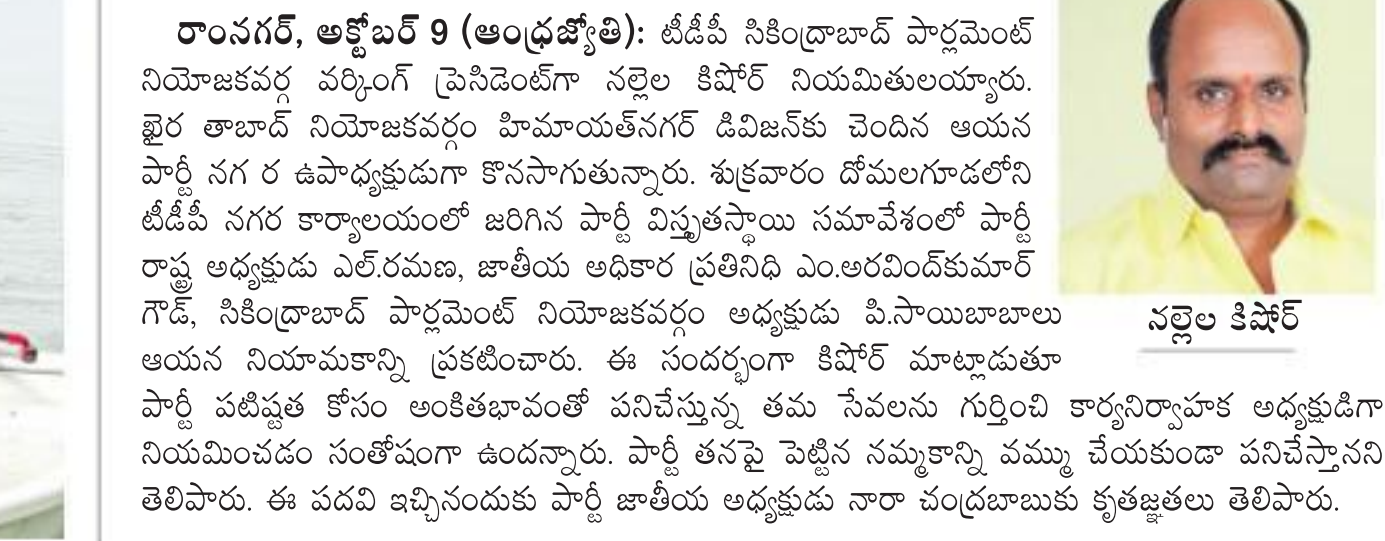 రాంనగర్, అక్టోబర్ 9 (ఆంధ్రజ్యోతి): టీడీపీ సికింద్రాబాద్ పార్లమెంట్
నియోజకవర్గ వర్కింగ్ ప్రెసిడెంట్‌గా నల్లెల కిషోర్ నియమితులయ్యారు.
ఖైర తాబాద్ నియోజకవర్గం హిమాయత్‌నగర్ డివిజన్‌కు చెందిన ఆయన
పార్టీ నగ ర ఉపాధ్యక్షుడుగా కొనసాగుతున్నారు. శుక్రవారం దోమలగూడలోని
టీడీపీ నగర కార్యాలయంలో జరిగిన పార్టీ విస్తృతస్థాయి సమావేశంలో పార్టీ
రాష్ట్ర అధ్యక్షుడు ఎల్.రమణ, జాతీయ అధికార ప్రతినిధి ఎం.అరవింద్‌కుమార్
గౌడ్, సికింద్రాబాద్ పార్లమెంట్ నియోజకవర్గం అధ్యక్షుడు పి.సాయిబాబాలు
ఆయన నియామకాన్ని ప్రకటించారు. ఈ సందర్భంగా కిషోర్ మాట్లాడుతూ
పార్టీ పటిష్టత కోసం అంకితభావంతో పనిచేస్తున్న తమ సేవలను గుర్తించి కార్యనిర్వాహక అధ్యక్షుడిగా
నియమించడం సంతోషంగా ఉందన్నారు. పార్టీ తనపై పెట్టిన నమ్మకాన్ని వమ్ము చేయకుండా పనిచేస్తానని
తెలిపారు. ఈ పదవి ఇచ్చినందుకు పార్టీ జాతీయ అధ్యక్షుడు నారా చంద్రబాబుకు కృతజ్ఞతలు తెలిపారు.
నల్లెల కిషోర్